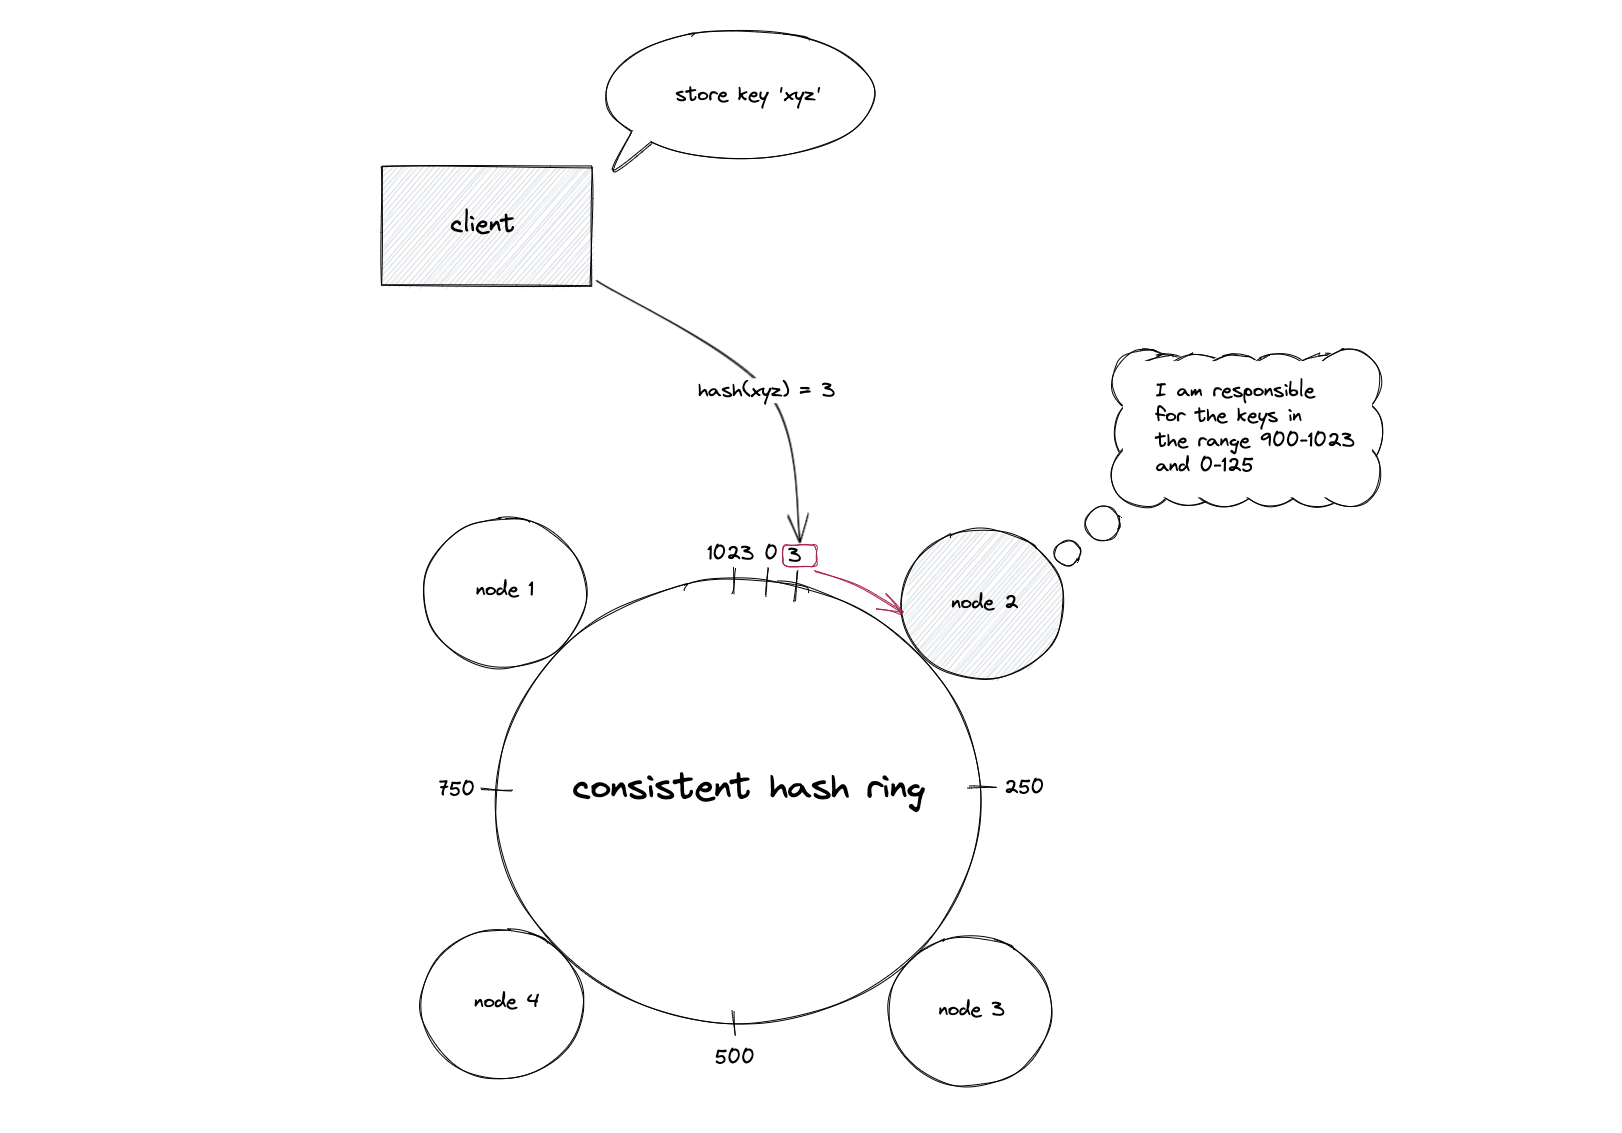 store key 'xyz'
client
hash(xyz) = 3
I am responsible
for the keys in
the range 900-1023
and 0-125
1023 0 3
node 1
node 2
750
consistent hash ring
250
node 4
node 3
500